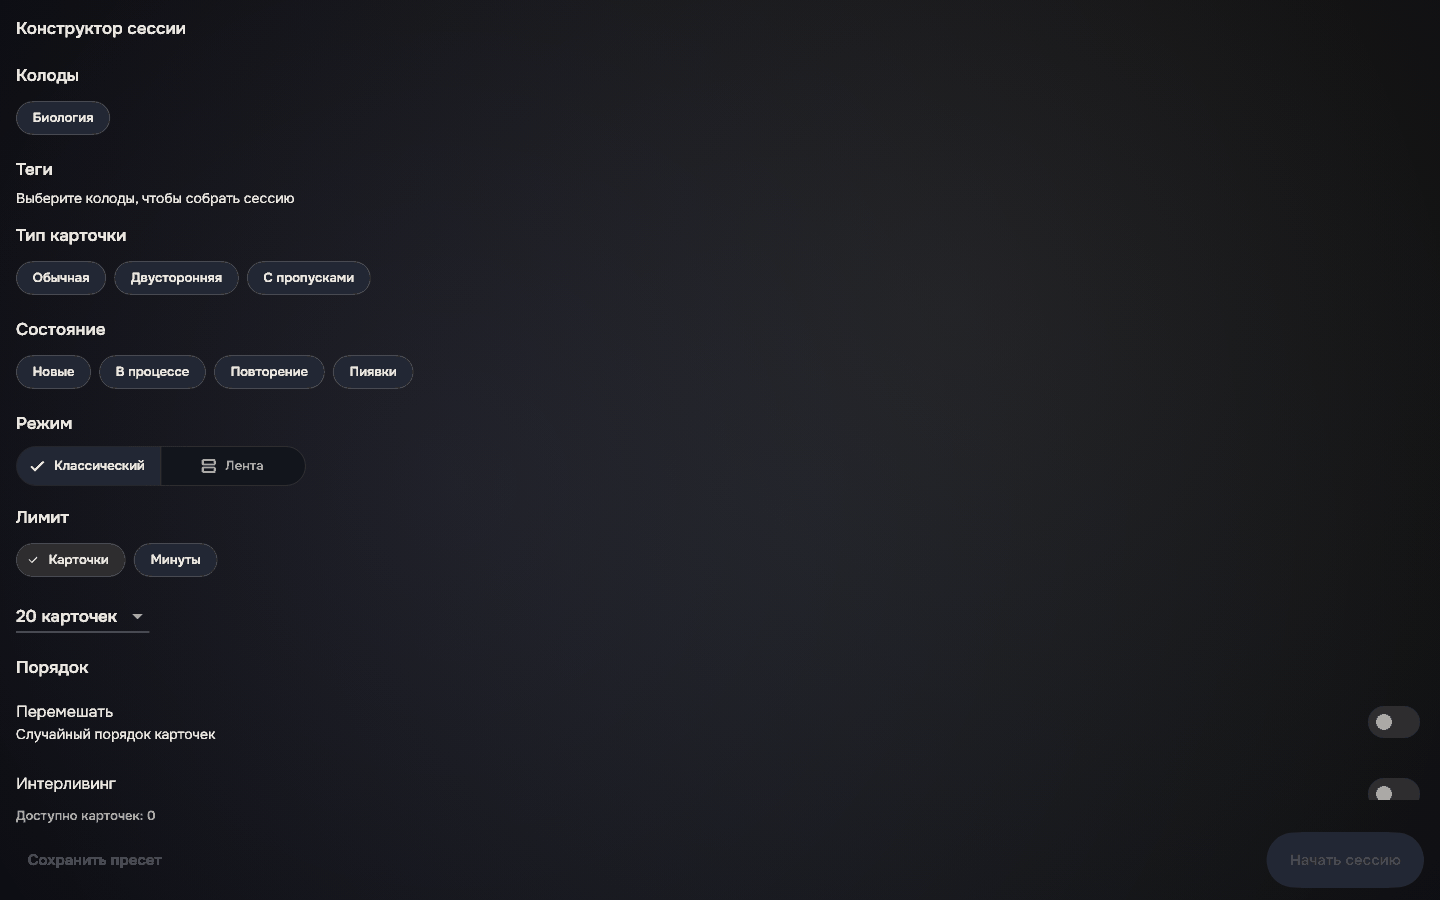 Конструктор сессии
Колоды
Биология
Теги
Выберите колоды, чтобы собрать сессию
Тип карточки
Обычная Двусторонняя С пропусками
Состояние
Новые В процессе Повторение Пиявки
Режим
Классический Лента
Лимит
Карточки Минуты
20 карточек
Порядок
Перемешать
Случайный порядок карточек
Интерливинг
Доступно карточек: 0
Сохранить пресет Начать сессию